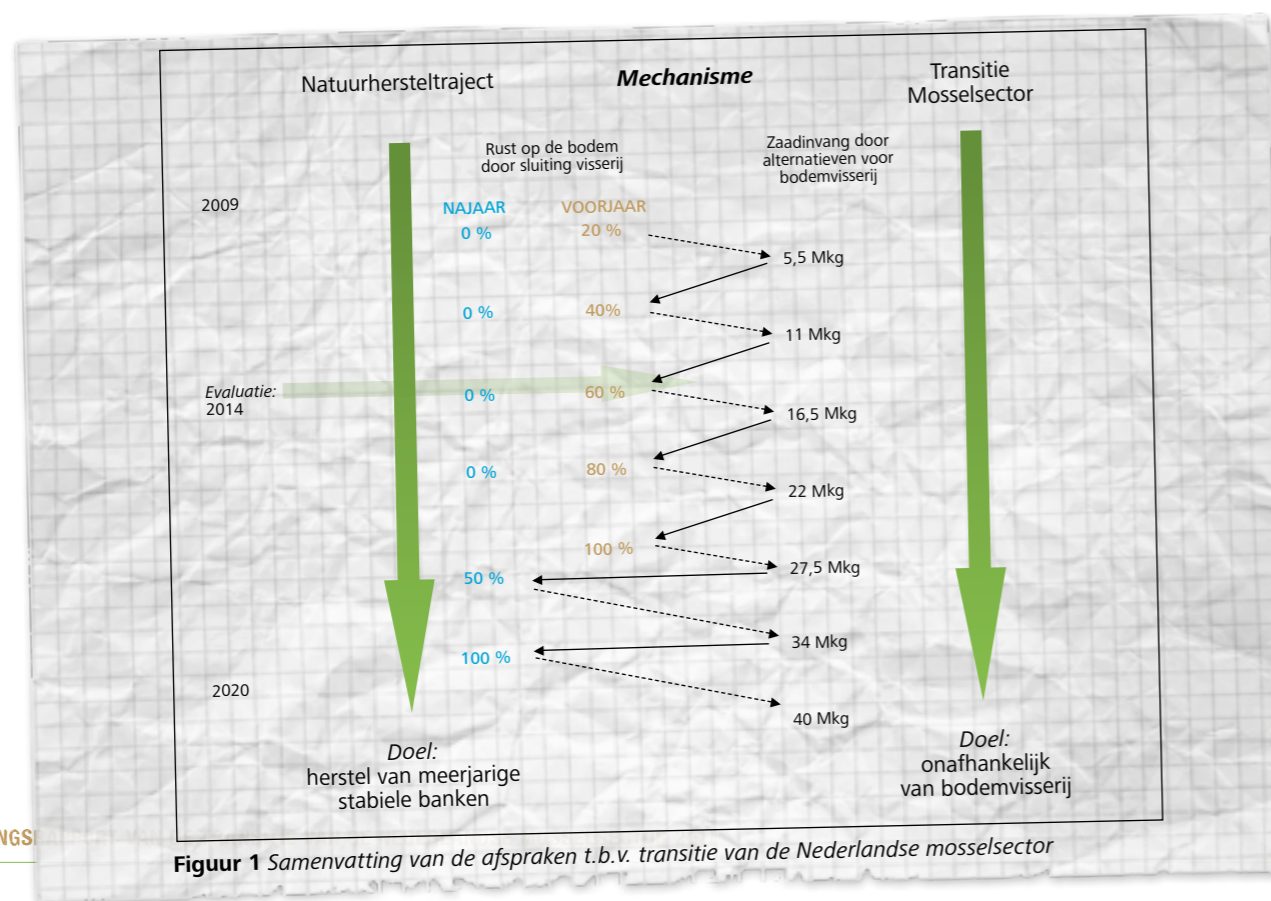 Natuurhersteltraject
Mechanisme
Transitie
Mosselsector
Rust op de bodem
door sluiting visserij
Zaadinvang door
alternatieven voor
bodemvisserij
2009
NAJAAR
VOORJAAR
0 %
20 %
5,5 Mkg
0 %
40%
11 Mkg
Evaluatie:
2014
0 %
60 %
16,5 Mkg
0 %
80 %
22 Mkg
100 %
27,5 Mkg
50 %
34 Mkg
100 %
2020
40 Mkg
Doel:
herstel van meerjarige
stabiele banken
Doel:
onafhankelijk
van bodemvisserij
Figuur 1 Samenvatting van de afspraken t.b.v. transitie van de Nederlandse mosselsector